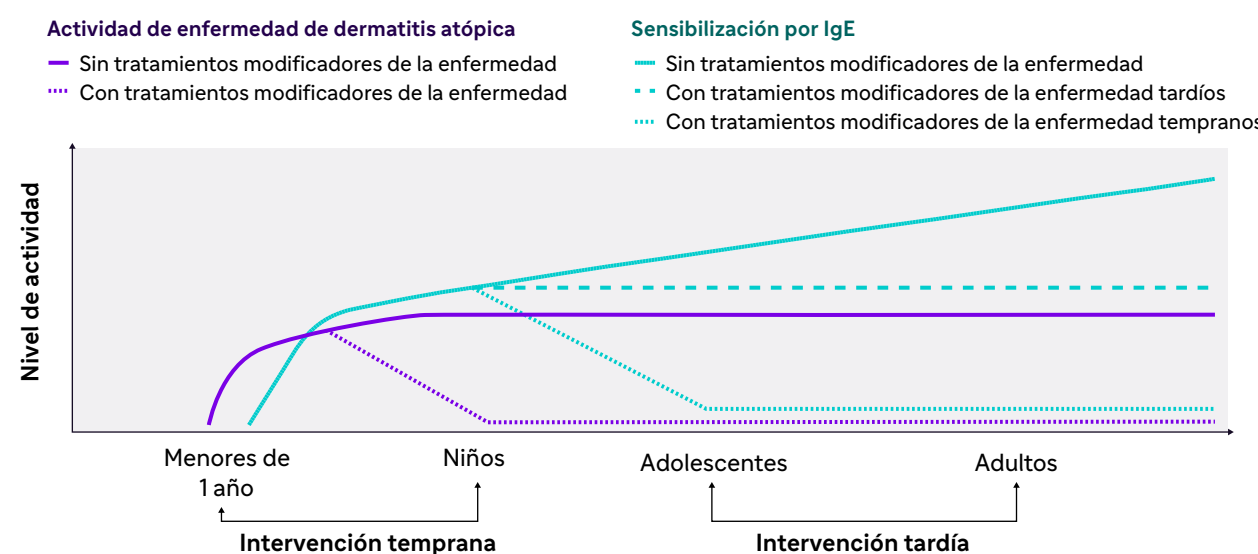 Actividad de enfermedad de dermatitis atópica
Sin tratamientos modificadores de la enfermedad
Con tratamientos modificadores de la enfermedad
Sensibilización por IgE
Sin tratamientos modificadores de la enfermedad
Con tratamientos modificadores de la enfermedad tardíos
Con tratamientos modificadores de la enfermedad tempranos
Nivel de actividad
Menores de
1 año
Niños
Adolescentes
Adultos
Intervención temprana
Intervención tardía